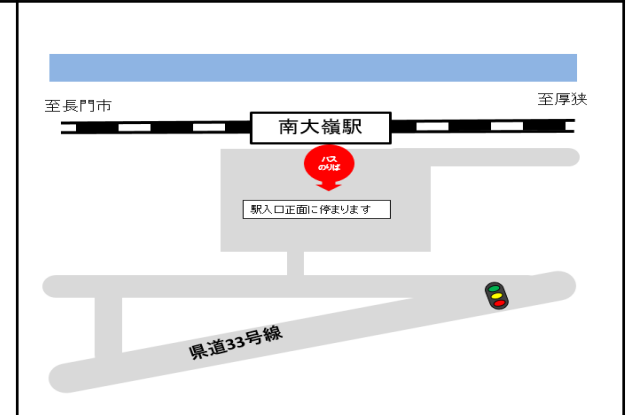 至長門市
至厚狭
南大嶺駅
バス
のりば
駅入口正面に停まります
県道33号線